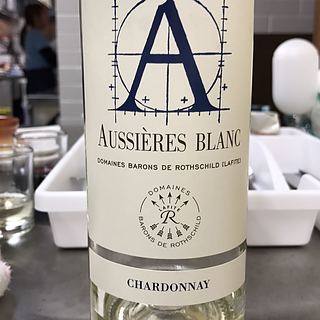 A
AUSSIÈRES BLANC
DOMAINES BARONS DE ROTHSCHILD (LAFITE)
DOMAINES
LAFITE
R
BARONS DE ROTHSCHILD
CHARDONNAY